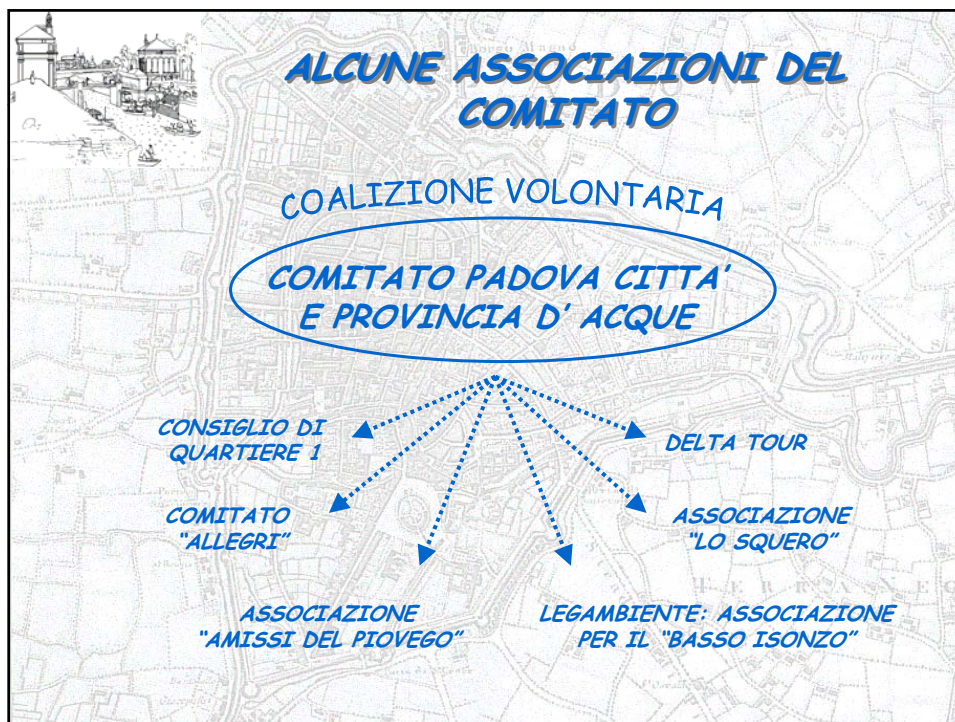 ALCUNE ASSOCIAZIONI DEL
COMITATO
COALIZIONE VOLONTARIA
COMITATO PADOVA CITTA'
E PROVINCIA D' ACQUE
CONSIGLIO DI
QUARTIERE 1
DELTA TOUR
COMITATO
"ALLEGRI"
ASSOCIAZIONE
"LO SQUERO"
ASSOCIAZIONE
"AMISSI DEL PIOVEGO"
LEGAMBIENTE: ASSOCIAZIONE
PER IL "BASSO ISONZO"